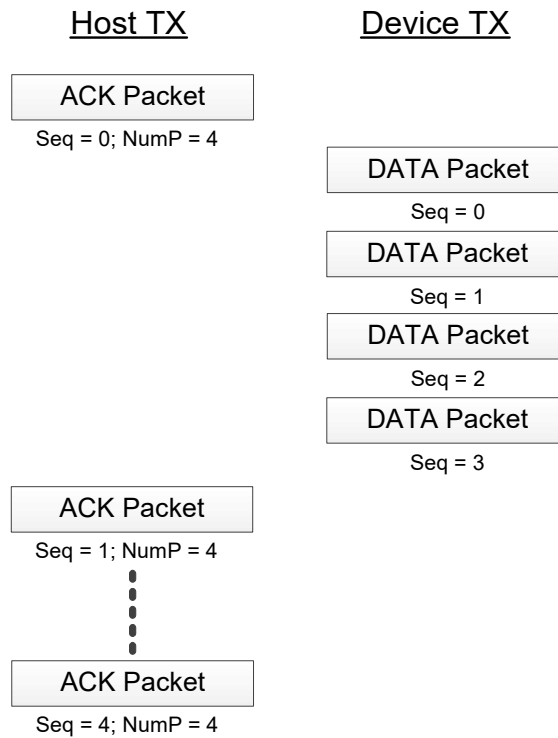 Host TX
Device TX
ACK Packet
Seq = 0; NumP = 4
DATA Packet
Seq = 0
DATA Packet
Seq = 1
DATA Packet
Seq = 2
DATA Packet
Seq = 3
ACK Packet
Seq = 1; NumP = 4
ACK Packet
Seq = 4; NumP = 4